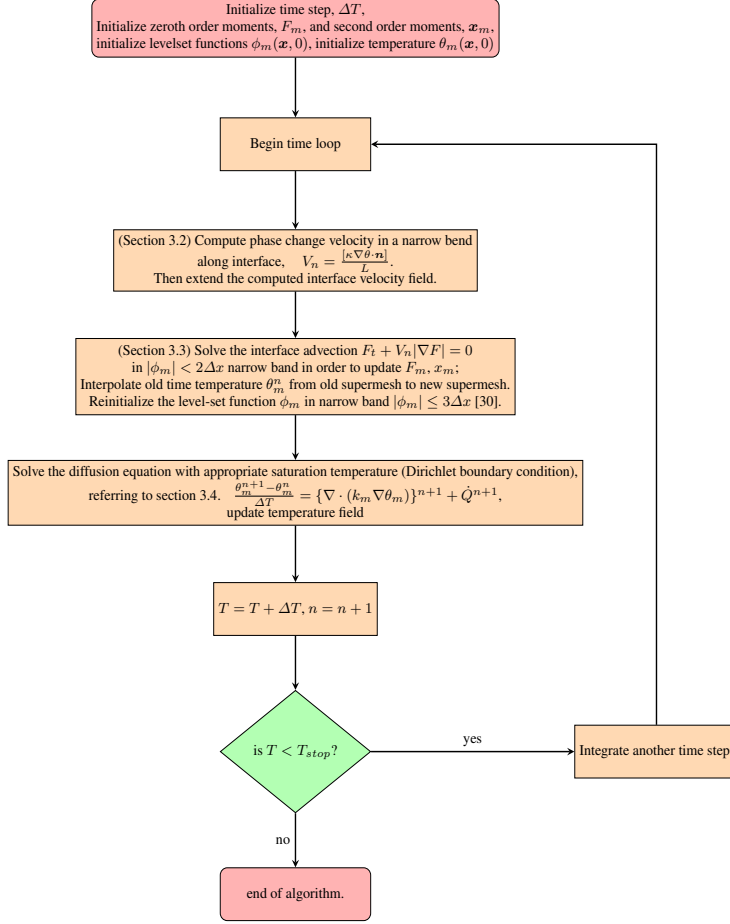 Initialize time step, ΔT,
Initialize zeroth order moments, F_m, and second order moments, x_m,
initialize levelset functions ϕ_m(x, 0), initialize temperature θ_m(x, 0)
Begin time loop
(Section 3.2) Compute phase change velocity in a narrow bend
along interface, V_n = [κ∇θ·n]/L.
Then extend the computed interface velocity field.
(Section 3.3) Solve the interface advection F_t + V_n|∇F| = 0
in |ϕ_m| < 2Δx narrow band in order to update F_m, x_m;
Interpolate old time temperature θ_m^n from old supermesh to new supermesh.
Reinitialize the level-set function ϕ_m in narrow band |ϕ_m| ≤ 3Δx [30].
Solve the diffusion equation with appropriate saturation temperature (Dirichlet boundary condition),
referring to section 3.4. (θ_m^{n+1} − θ_m^n)/ΔT = {∇ · (k_m∇θ_m)}^{n+1} + Q̇^{n+1},
update temperature field
T = T + ΔT, n = n + 1
is T < T_{stop}?
yes
Integrate another time step
no
end of algorithm.